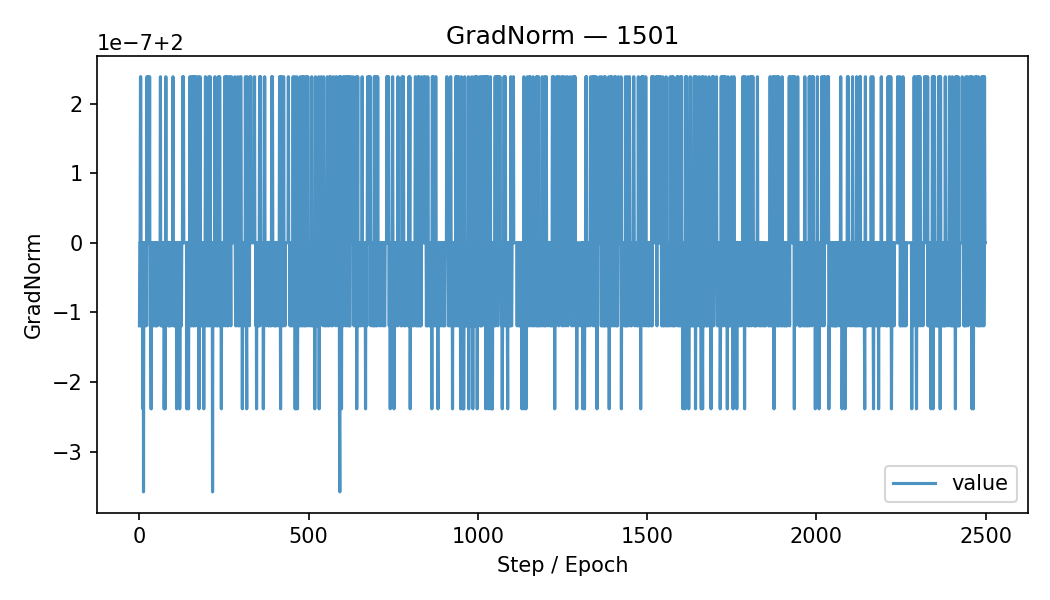 GradNorm — 1501
1e−7+2
2
1
0
−1
−2
−3
GradNorm
0 500 1000 1500 2000 2500
Step / Epoch
value